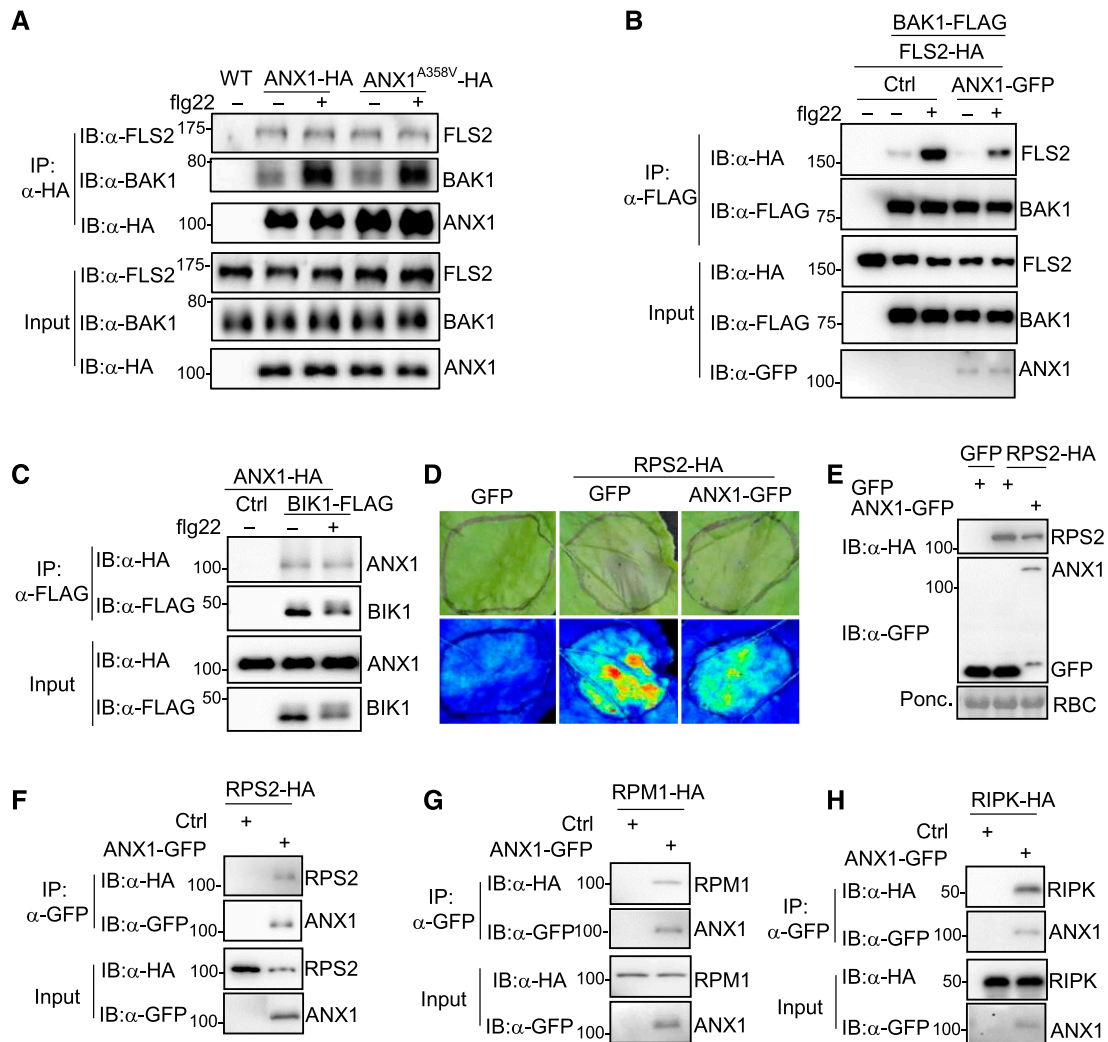 A
WT ANX1-HA ANX1A358V-HA
flg22 – – + – +
IP: α-HA
IB:α-FLS2 175 FLS2
IB:α-BAK1 80 BAK1
IB:α-HA 100 ANX1
Input
IB:α-FLS2 175 FLS2
IB:α-BAK1 80 BAK1
IB:α-HA 100 ANX1
B
BAK1-FLAG
FLS2-HA
Ctrl ANX1-GFP
flg22 – – + – +
IP: α-FLAG
IB:α-HA 150 FLS2
IB:α-FLAG 75 BAK1
Input
IB:α-HA 150 FLS2
IB:α-FLAG 75 BAK1
IB:α-GFP 100 ANX1
C
ANX1-HA
Ctrl BIK1-FLAG
flg22 – – +
IP: α-FLAG
IB:α-HA 100 ANX1
IB:α-FLAG 50 BIK1
Input
IB:α-HA 100 ANX1
IB:α-FLAG 50 BIK1
D
RPS2-HA
GFP GFP ANX1-GFP
E
GFP RPS2-HA
GFP + +
ANX1-GFP +
IB:α-HA 100 RPS2
100 ANX1
IB:α-GFP
GFP
Ponc. RBC
F
RPS2-HA
Ctrl +
ANX1-GFP +
IP: α-GFP
IB:α-HA 100 RPS2
IB:α-GFP 100 ANX1
Input
IB:α-HA 100 RPS2
IB:α-GFP 100 ANX1
G
RPM1-HA
Ctrl +
ANX1-GFP +
IP: α-GFP
IB:α-HA 100 RPM1
IB:α-GFP 100 ANX1
Input
IB:α-HA 100 RPM1
IB:α-GFP 100 ANX1
H
RIPK-HA
Ctrl +
ANX1-GFP +
IP: α-GFP
IB:α-HA 50 RIPK
IB:α-GFP 100 ANX1
Input
IB:α-HA 50 RIPK
IB:α-GFP 100 ANX1